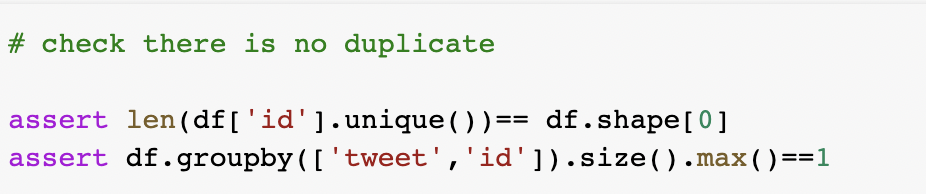 # check there is no duplicate
assert len(df['id'].unique())== df.shape[0]
assert df.groupby(['tweet','id']).size().max()==1